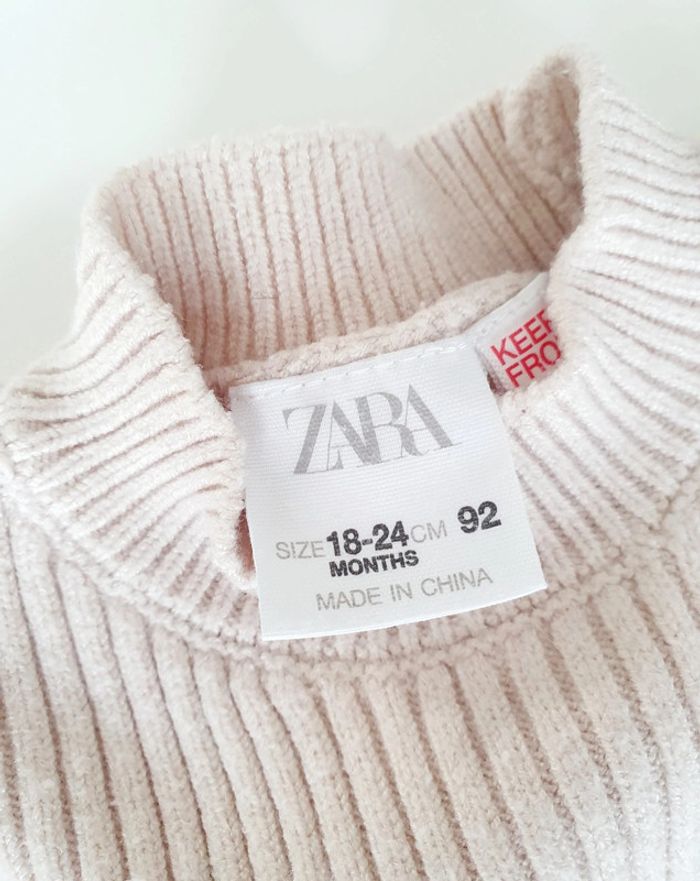 ZARA
SIZE 18-24 CM 92
MONTHS
MADE IN CHINA
KEEP
FRO